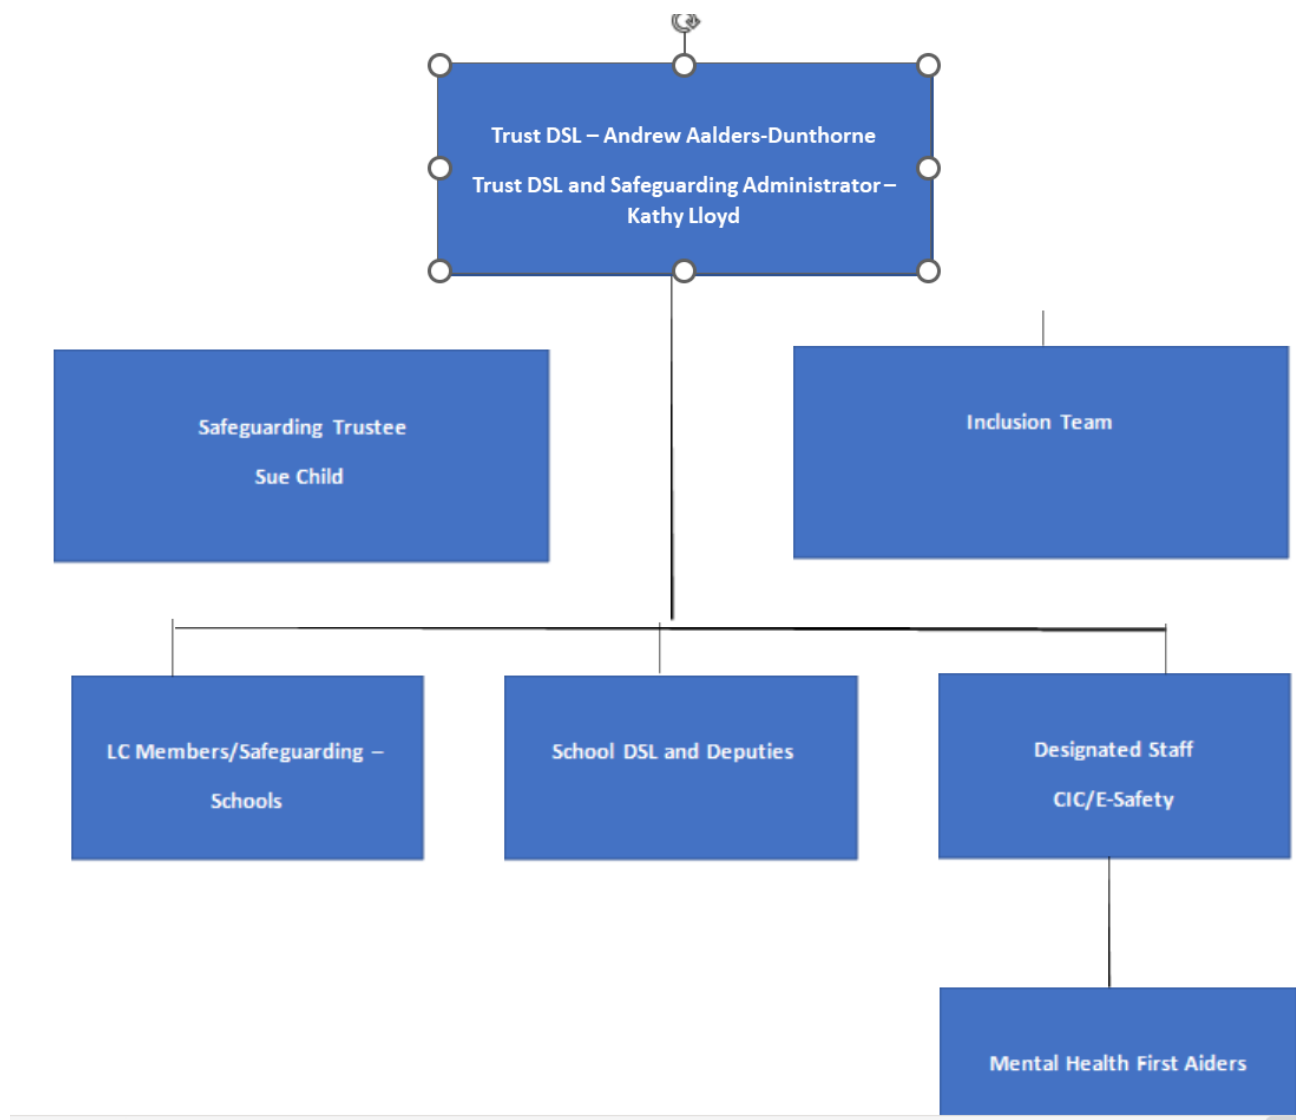 Trust DSL – Andrew Aalders-Dunthorne
Trust DSL and Safeguarding Administrator –
Kathy Lloyd
Safeguarding Trustee
Sue Child
Inclusion Team
LC Members/Safeguarding –
Schools
School DSL and Deputies
Designated Staff
CIC/E-Safety
Mental Health First Aiders